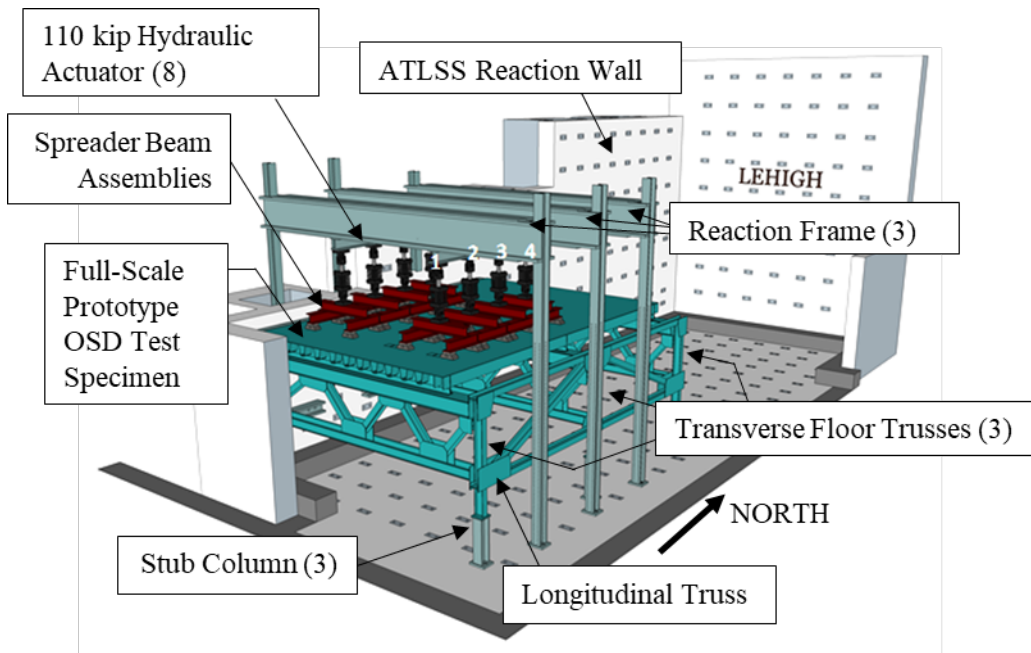 110 kip Hydraulic
Actuator (8)
ATLSS Reaction Wall
Spreader Beam
Assemblies
LEHIGH
Reaction Frame (3)
1 2 3 4
Full-Scale
Prototype
OSD Test
Specimen
Transverse Floor Trusses (3)
NORTH
Stub Column (3)
Longitudinal Truss